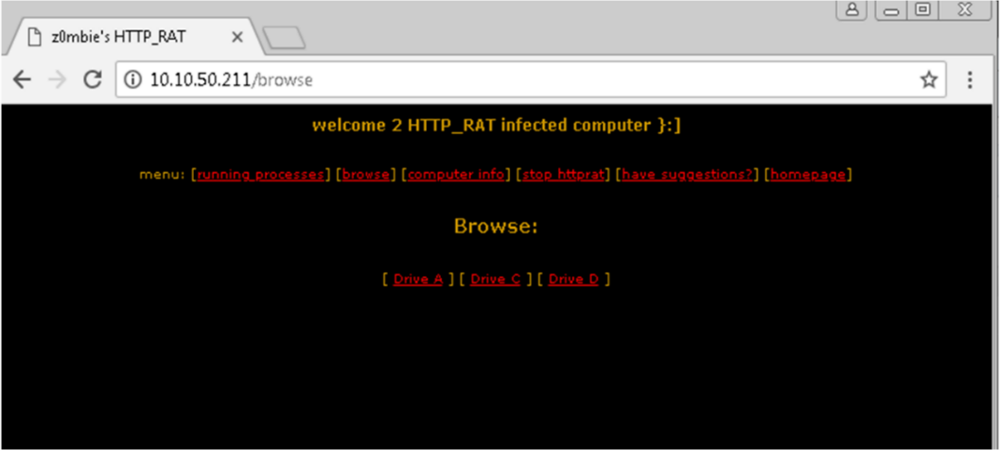 z0mbie's HTTP_RAT
10.10.50.211/browse
welcome 2 HTTP_RAT infected computer }:]
menu: [running processes] [browse] [computer info] [stop httprat] [have suggestions?] [homepage]
Browse:
[ Drive A ] [ Drive C ] [ Drive D ]